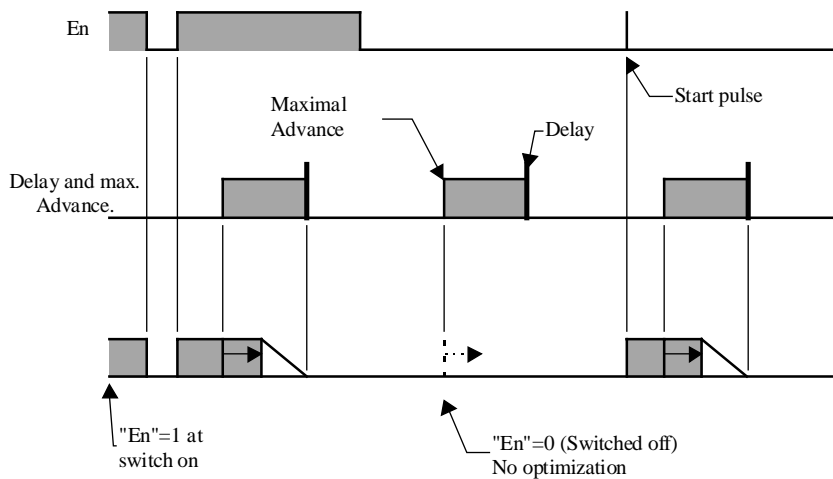 En
Start pulse
Maximal
Advance
Delay
Delay and max.
Advance.
"En"=1 at
switch on
"En"=0 (Switched off)
No optimization